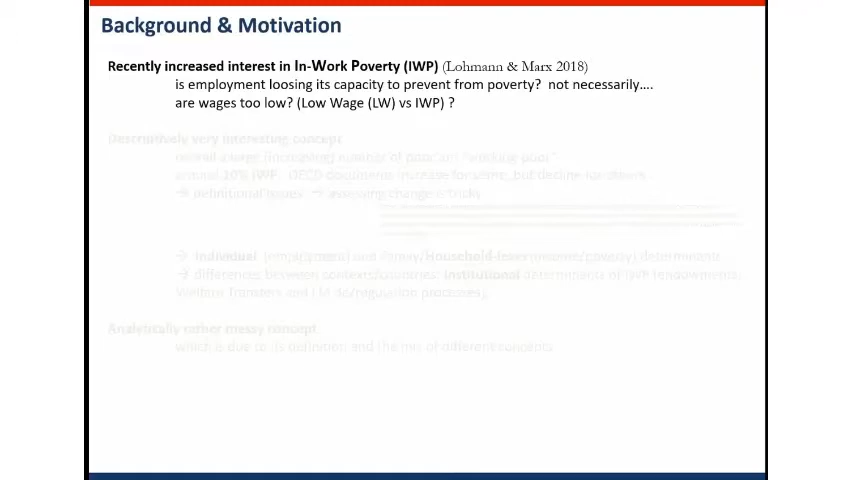 Background & Motivation
Recently increased interest in In-Work Poverty (IWP) (Lohmann & Marx 2018)
is employment loosing its capacity to prevent from poverty? not necessarily....
are wages too low? (Low Wage (LW) vs IWP) ?
Descriptively very interesting concept
overall a large (increasing) number of poor are "working poor"
around 10% IWP (OECD documents increase for some, but decline
→ definitional issues → assessing change is tricky
→ Individual (employment) and Family/Household-level (income/poverty) determinants
→ differences between contexts/countries: Institutional determinants of IWP (endowments,
Welfare Transfers and LM de/regulation processes)
Analytically rather messy concept
which is due to its definition and the mix of different concepts